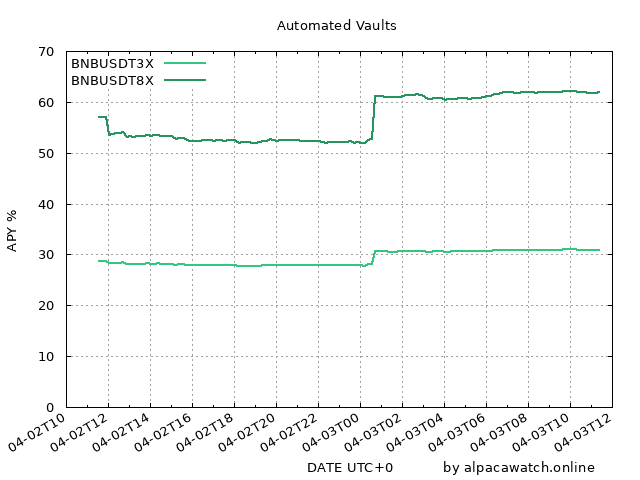 Automated Vaults
BNBUSDT3X
BNBUSDT8X
APY %
70
60
50
40
30
20
10
0
04-02T10
04-02T12
04-02T14
04-02T16
04-02T18
04-02T20
04-02T22
04-03T00
04-03T02
04-03T04
04-03T06
04-03T08
04-03T10
04-03T12
DATE UTC+0
by alpacawatch.online